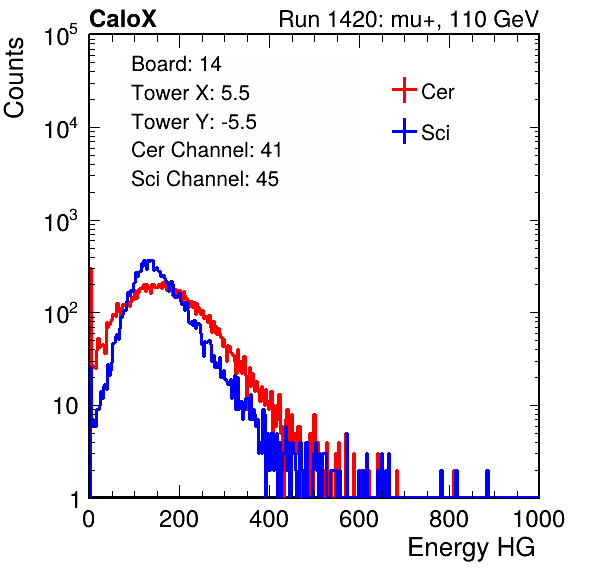 CaloX Run 1420: mu+, 110 GeV
Counts
Board: 14
Tower X: 5.5
Tower Y: -5.5
Cer Channel: 41
Sci Channel: 45
Cer
Sci
10^5
10^4
10^3
10^2
10
1
0 200 400 600 800 1000
Energy HG